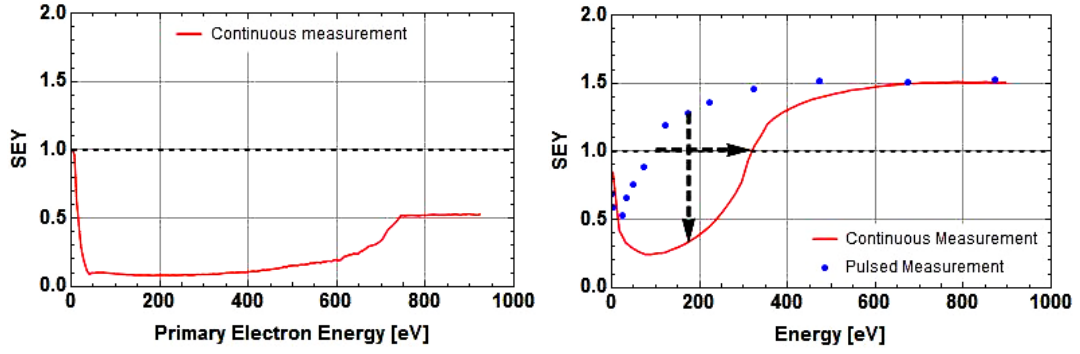 2.0
Continuous measurement
1.5
SEY
1.0
0.5
0.0
0 200 400 600 800 1000
Primary Electron Energy [eV]
2.0
1.5
SEY
1.0
0.5
Continuous Measurement
Pulsed Measurement
0.0
0 200 400 600 800 1000
Energy [eV]